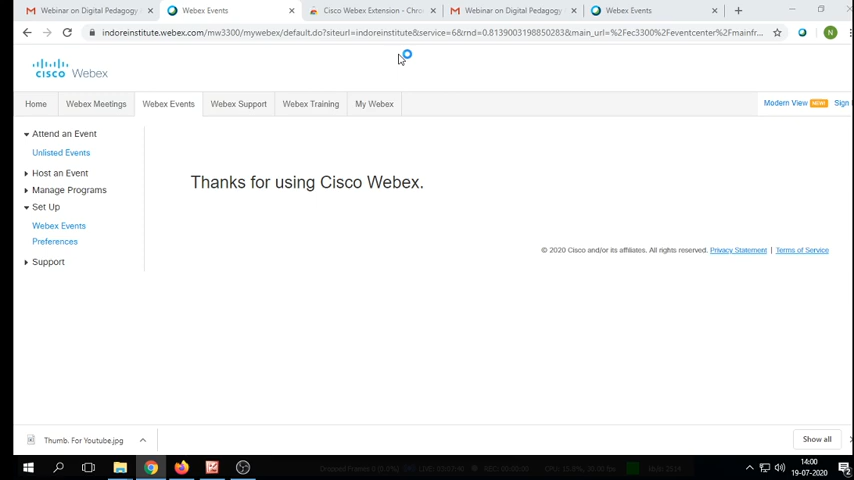 Webinar on Digital Pedagogy
Webex Events
Cisco Webex Extension - Chro
Webinar on Digital Pedagogy
Webex Events
indoreinstitute.webex.com/mw3300/mywebex/default.do?siteurl=indoreinstitute&service=6&rnd=0.8139003198850283&main_url=%2Fec3300%2Feventcenter%2Fmainfr...
N
cisco Webex
Home
Webex Meetings
Webex Events
Webex Support
Webex Training
My Webex
Modern View NEW!
Sign
Attend an Event
Unlisted Events
Host an Event
Manage Programs
Set Up
Webex Events
Preferences
Support
Thanks for using Cisco Webex.
© 2020 Cisco and/or its affiliates. All rights reserved. Privacy Statement | Terms of Service
Thumb. For Youtube.jpg
Show all
14:00
19-07-2020
2